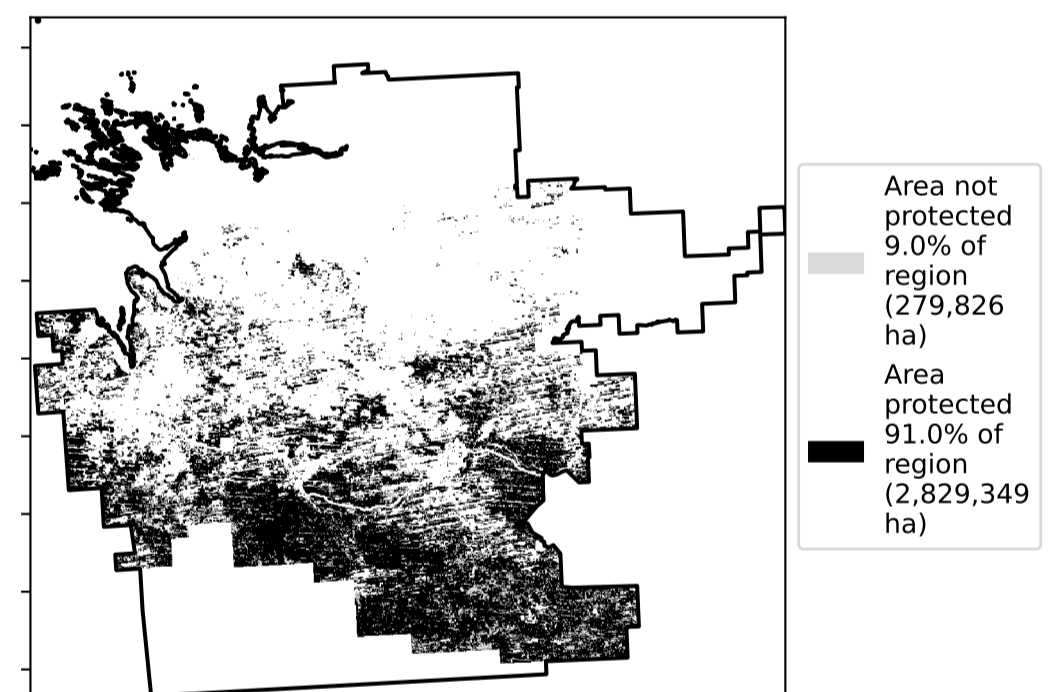 Area not
protected
9.0% of
region
(279,826
ha)
Area
protected
91.0% of
region
(2,829,349
ha)